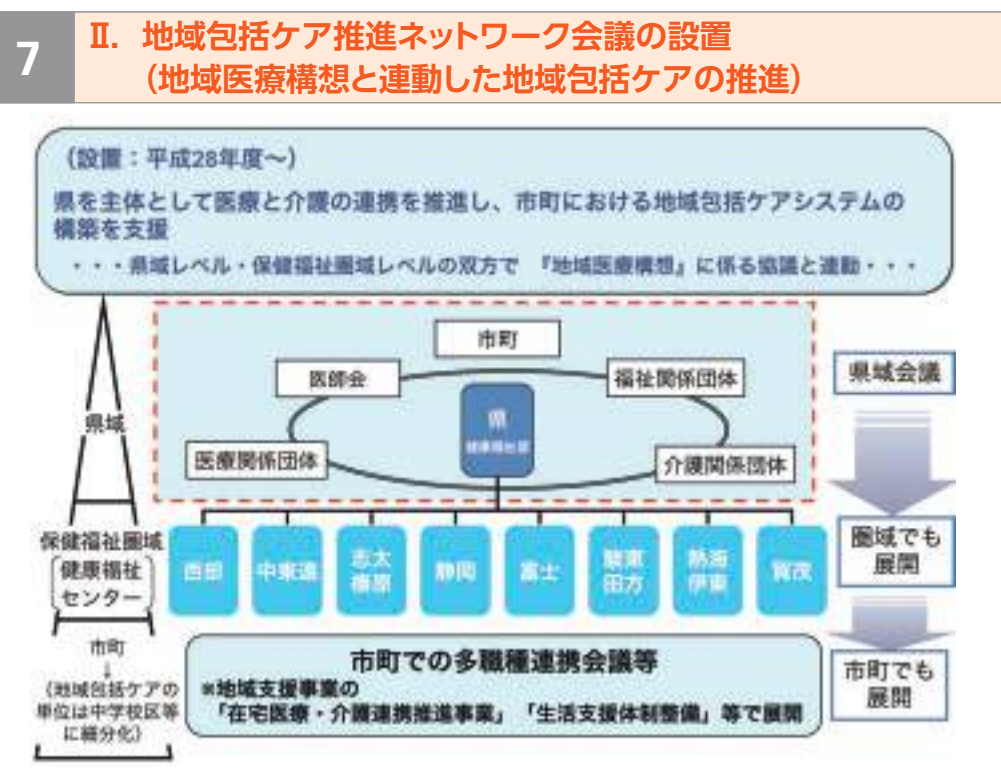 7
Ⅱ. 地域包括ケア推進ネットワーク会議の設置
（地域医療構想と連動した地域包括ケアの推進）
（設置：平成28年度～）
県を主体として医療と介護の連携を推進し、市町における地域包括ケアシステムの
構築を支援
・・・県域レベル・保健福祉圏域レベルの双方で 『地域医療構想』に係る協議と連動・・・
市町
医師会
福祉関係団体
県
健康福祉部
医療関係団体
介護関係団体
県域会議
県域
保健福祉圏域
健康福祉
センター
西部
中東遠
志太
榛原
静岡
富士
駿東
田方
熱海
伊東
賀茂
圏域でも
展開
市町
↓
（地域包括ケアの
単位は中学校区等
に細分化）
市町での多職種連携会議等
※地域支援事業の
「在宅医療・介護連携推進事業」「生活支援体制整備」等で展開
市町でも
展開